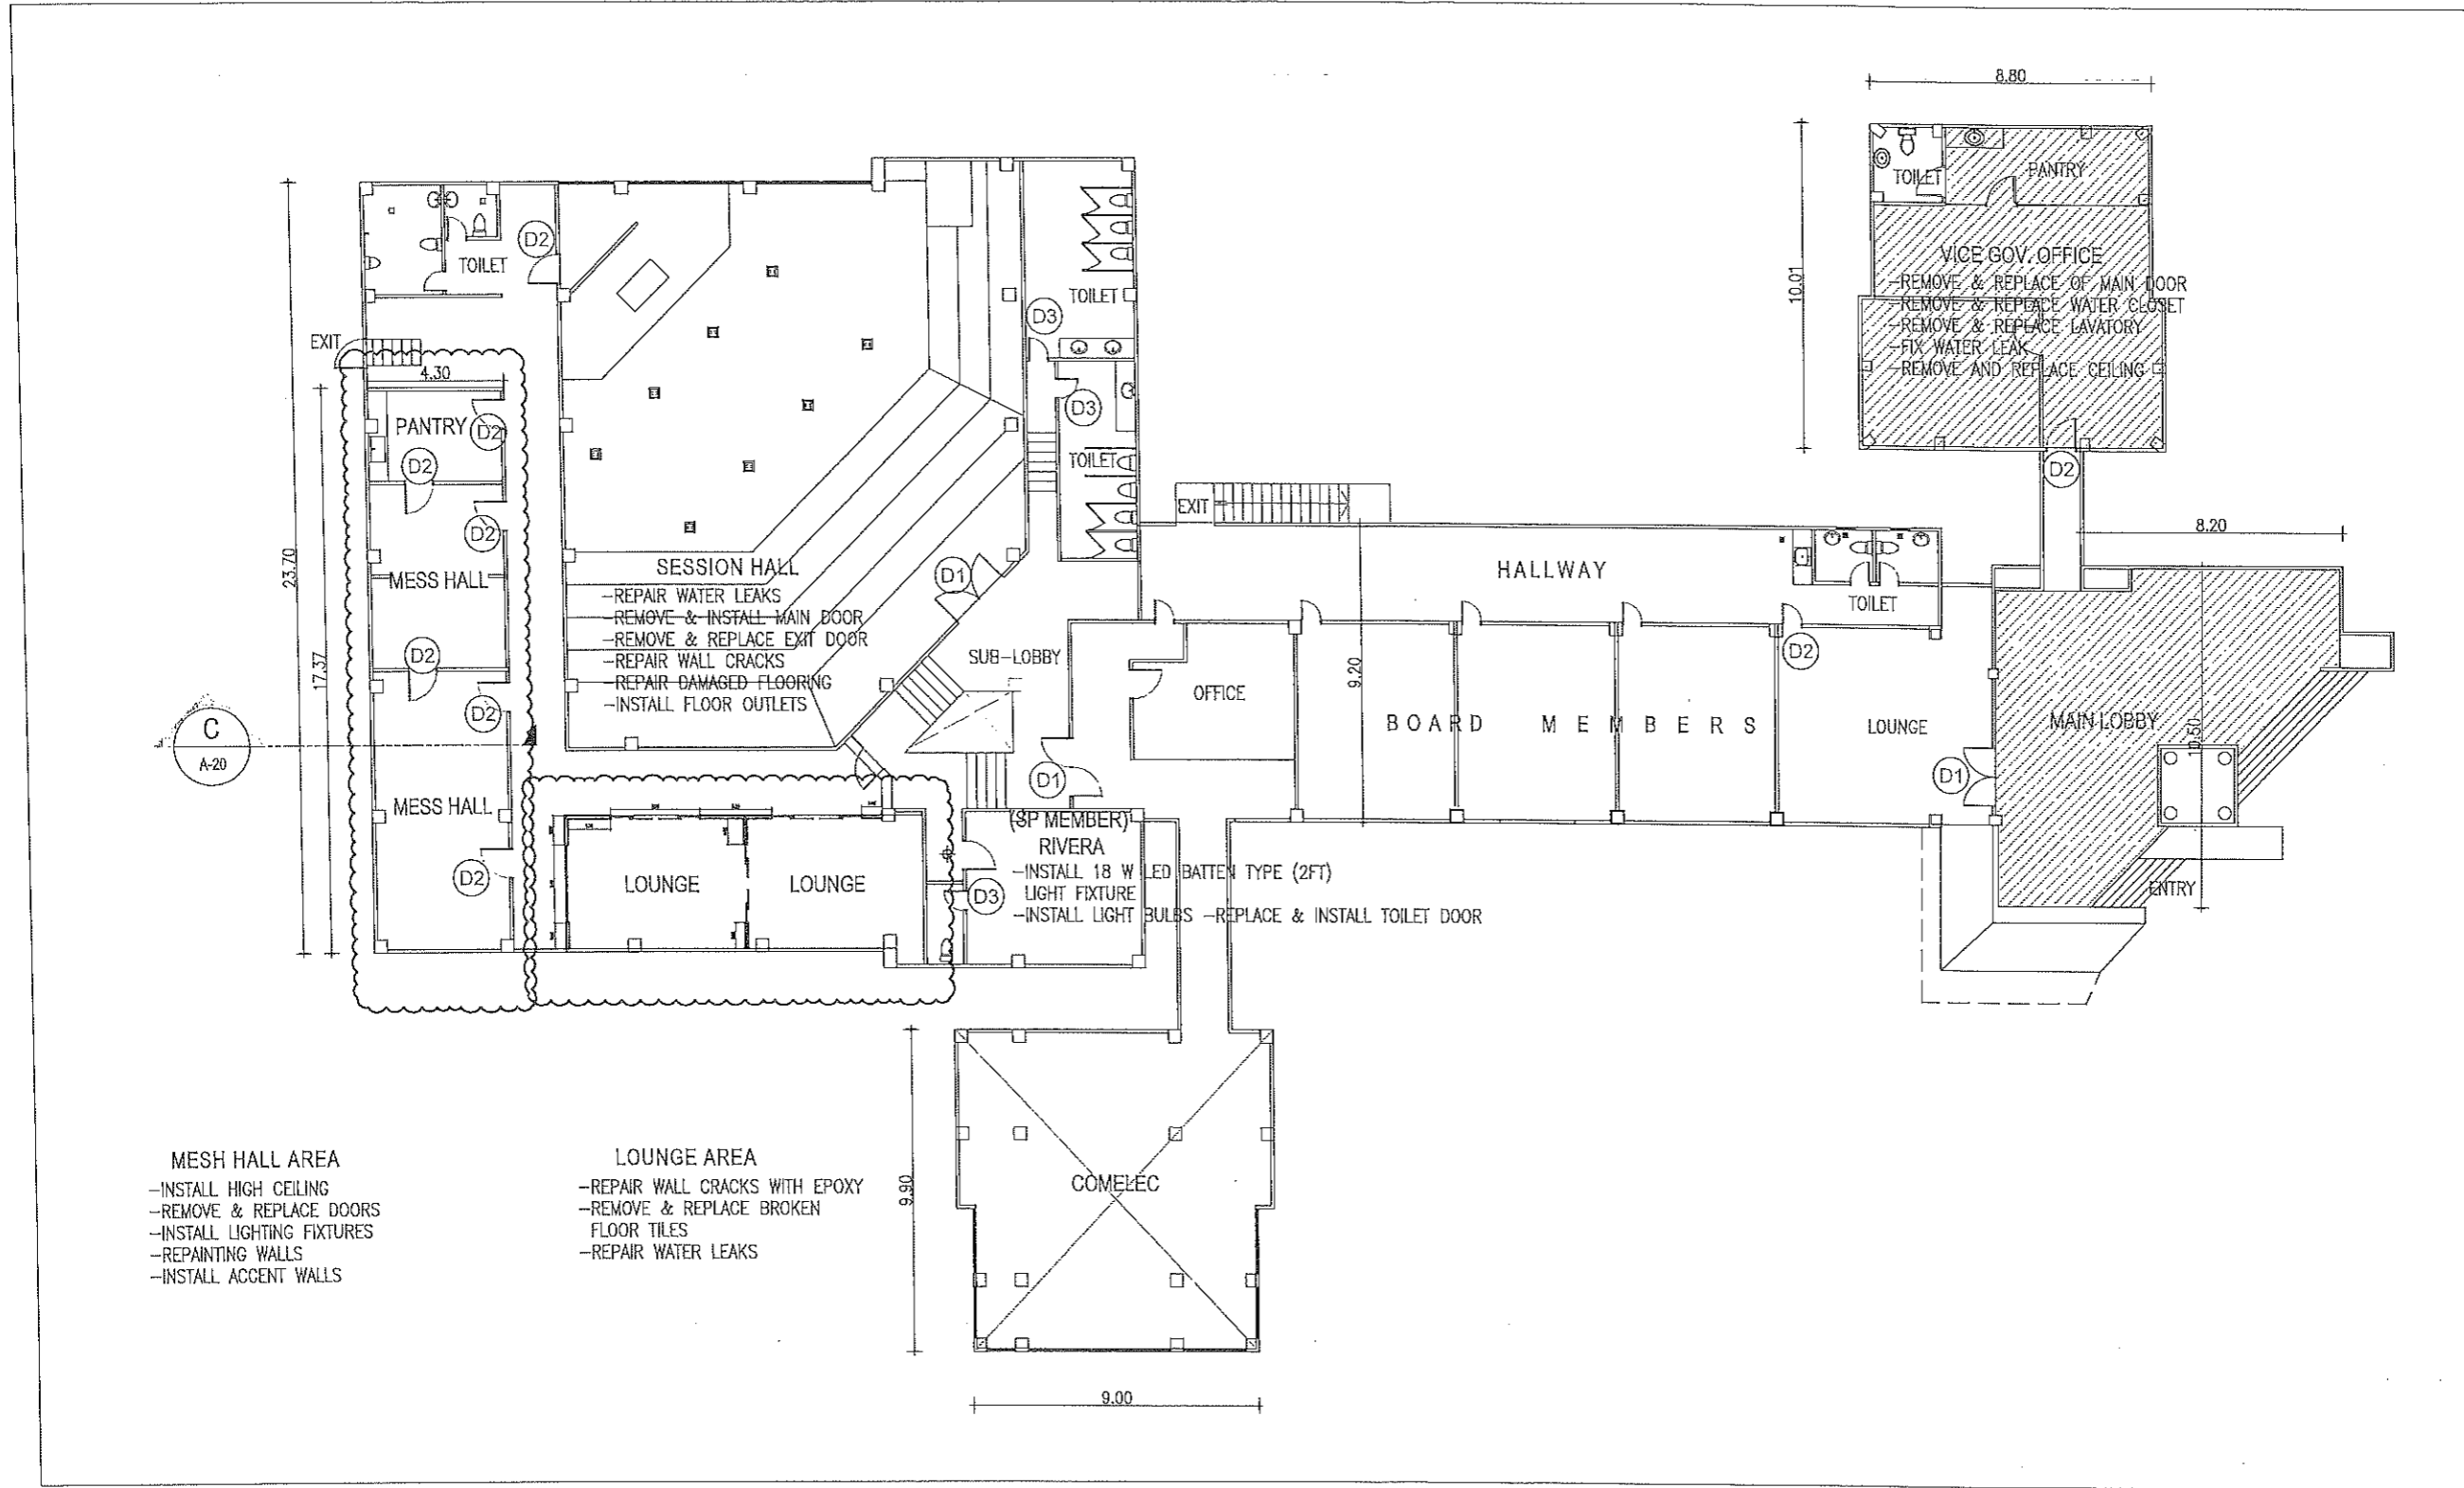 8.80
10.01
TOILET
PANTRY
VICE GOV. OFFICE
-REMOVE & REPLACE OF MAIN DOOR
-REMOVE & REPLACE WATER CLOSET
-REMOVE & REPLACE LAVATORY
-FIX WATER LEAK
-REMOVE AND REPLACE CEILING
D2
8.20
TOILET
D2
TOILET
D3
D3
TOILET
EXIT
4.30
PANTRY
D2
D2
D2
MESS HALL
D2
D2
MESS HALL
D2
23.70
17.37
C
A-20
SESSION HALL
-REPAIR WATER LEAKS
-REMOVE & INSTALL MAIN DOOR
-REMOVE & REPLACE EXIT DOOR
-REPAIR WALL CRACKS
-REPAIR DAMAGED FLOORING
-INSTALL FLOOR OUTLETS
D1
SUB-LOBBY
EXIT
HALLWAY
TOILET
9.20
OFFICE
BOARD MEMBERS
D2
LOUNGE
D1
MAIN LOBBY
10.50
ENTRY
D1
LOUNGE
LOUNGE
(SP MEMBER)
RIVERA
-INSTALL 18 W LED BATTEN TYPE (2FT)
LIGHT FIXTURE
-INSTALL LIGHT BULBS -REPLACE & INSTALL TOILET DOOR
D3
9.90
COMELEC
9.00
MESH HALL AREA
-INSTALL HIGH CEILING
-REMOVE & REPLACE DOORS
-INSTALL LIGHTING FIXTURES
-REPAINTING WALLS
-INSTALL ACCENT WALLS
LOUNGE AREA
-REPAIR WALL CRACKS WITH EPOXY
-REMOVE & REPLACE BROKEN
FLOOR TILES
-REPAIR WATER LEAKS